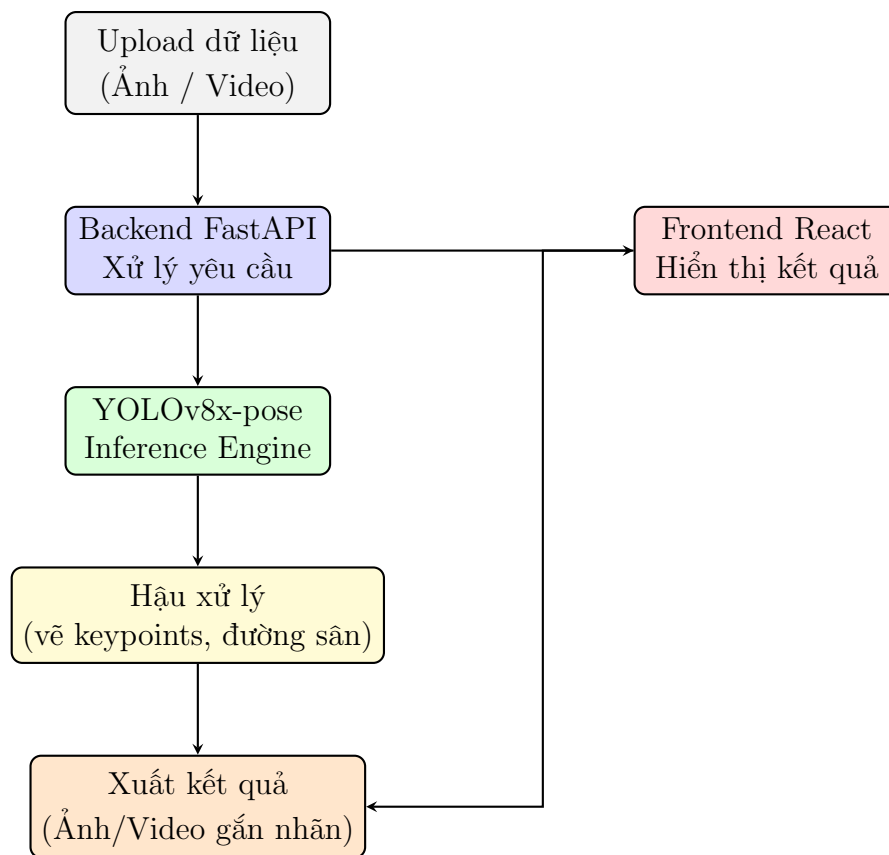 Upload dữ liệu
(Ảnh / Video)
Backend FastAPI
Xử lý yêu cầu
Frontend React
Hiển thị kết quả
YOLOv8x-pose
Inference Engine
Hậu xử lý
(vẽ keypoints, đường sân)
Xuất kết quả
(Ảnh/Video gắn nhãn)